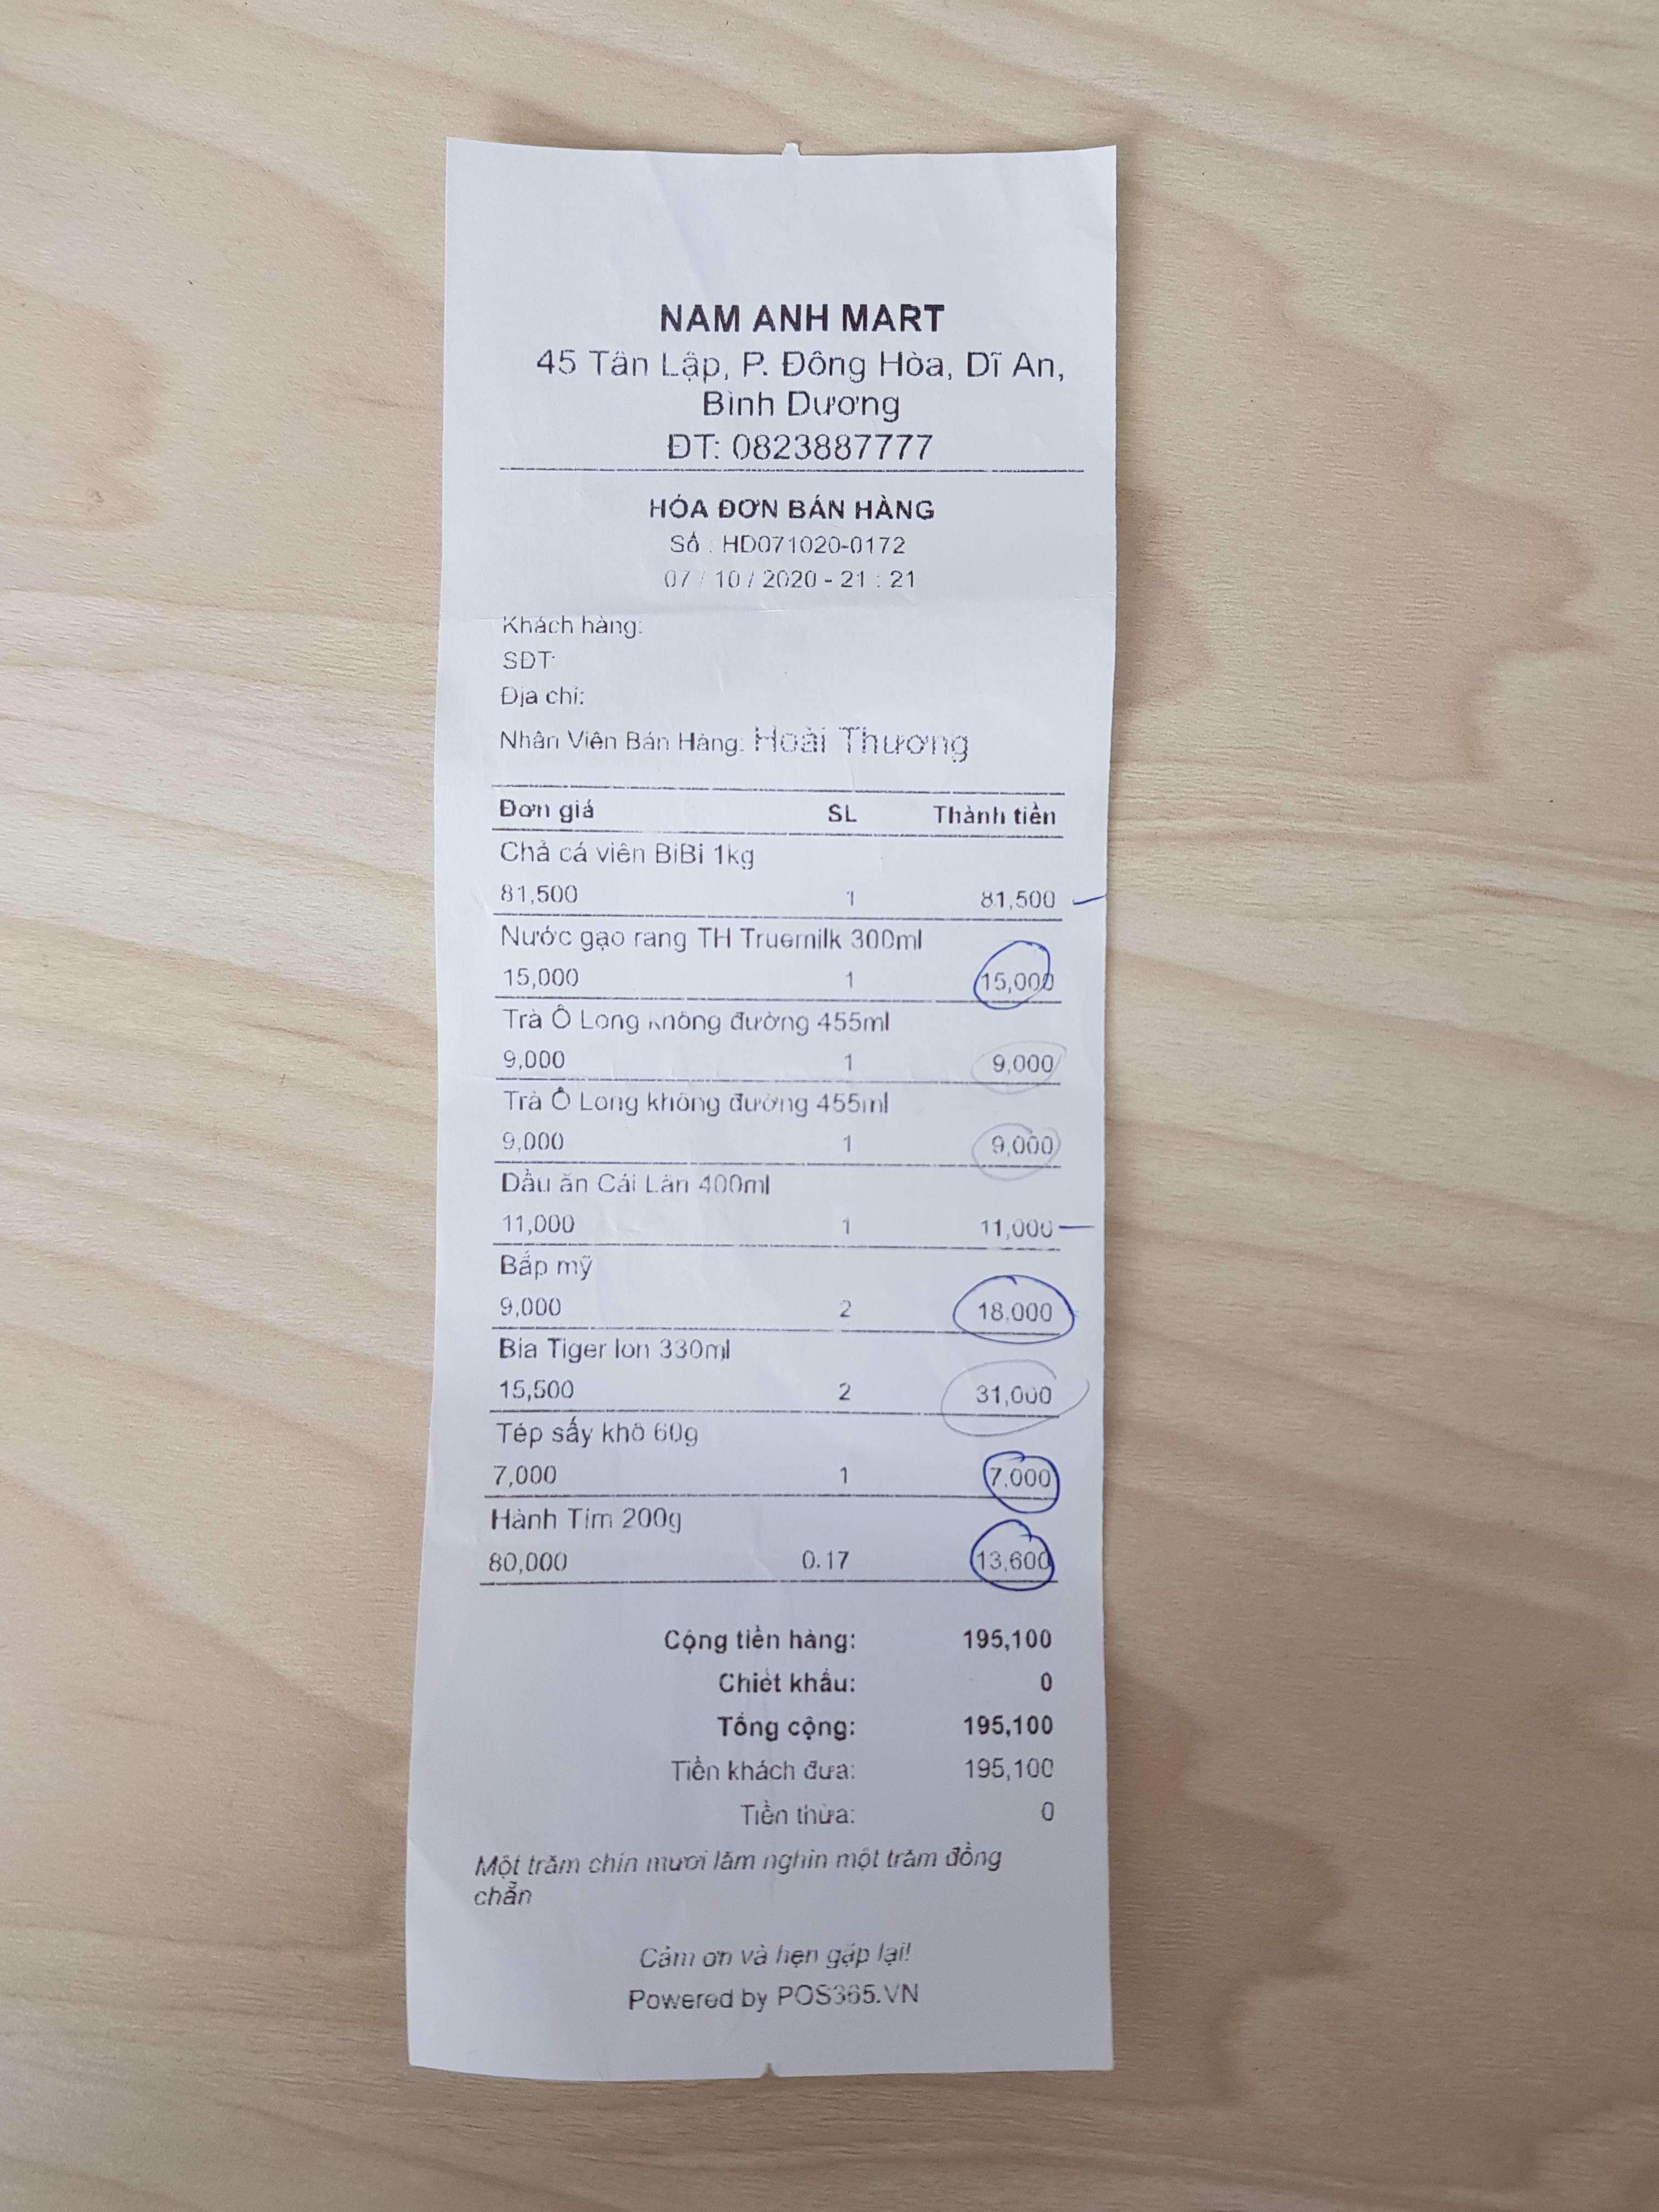 NAM ANH MART
45 Tân Lập, P. Đông Hòa, Dĩ An,
Bình Dương
ĐT: 0823887777
HÓA ĐƠN BÁN HÀNG
Số : HD071020-0172
07 / 10 / 2020 - 21 : 21
Khách hàng:
SĐT:
Địa chỉ:
Nhân Viên Bán Hàng: Hoài Thương
Đơn giá SL Thành tiền
Chả cá viên BiBi 1kg
81,500 1 81,500
Nước gạo rang TH Truemilk 300ml
15,000 1 15,000
Trà Ô Long không đường 455ml
9,000 1 9,000
Trà Ô Long không đường 455ml
9,000 1 9,000
Dầu ăn Cái Lân 400ml
11,000 1 11,000
Bắp mỹ
9,000 2 18,000
Bia Tiger lon 330ml
15,500 2 31,000
Tép sấy khô 60g
7,000 1 7,000
Hành Tím 200g
80,000 0.17 13,600
Cộng tiền hàng: 195,100
Chiết khấu: 0
Tổng cộng: 195,100
Tiền khách đưa: 195,100
Tiền thừa: 0
Một trăm chín mươi lăm nghìn một trăm đồng
chẵn
Cảm ơn và hẹn gặp lại!
Powered by POS365.VN